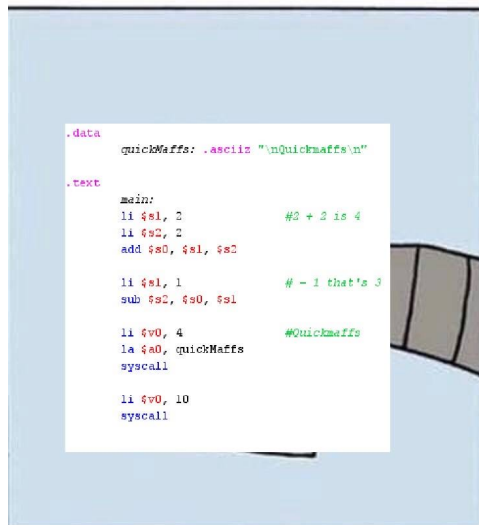 .data
quickMaffs: .asciiz "\nQuickmaffs\n"
.text
main:
li $s1, 2 #2 + 2 is 4
li $s2, 2
add $s0, $s1, $s2
li $s1, 1 # - 1 that's 3
sub $s2, $s0, $s1
li $v0, 4 #Quickmaffs
la $a0, quickMaffs
syscall
li $v0, 10
syscall